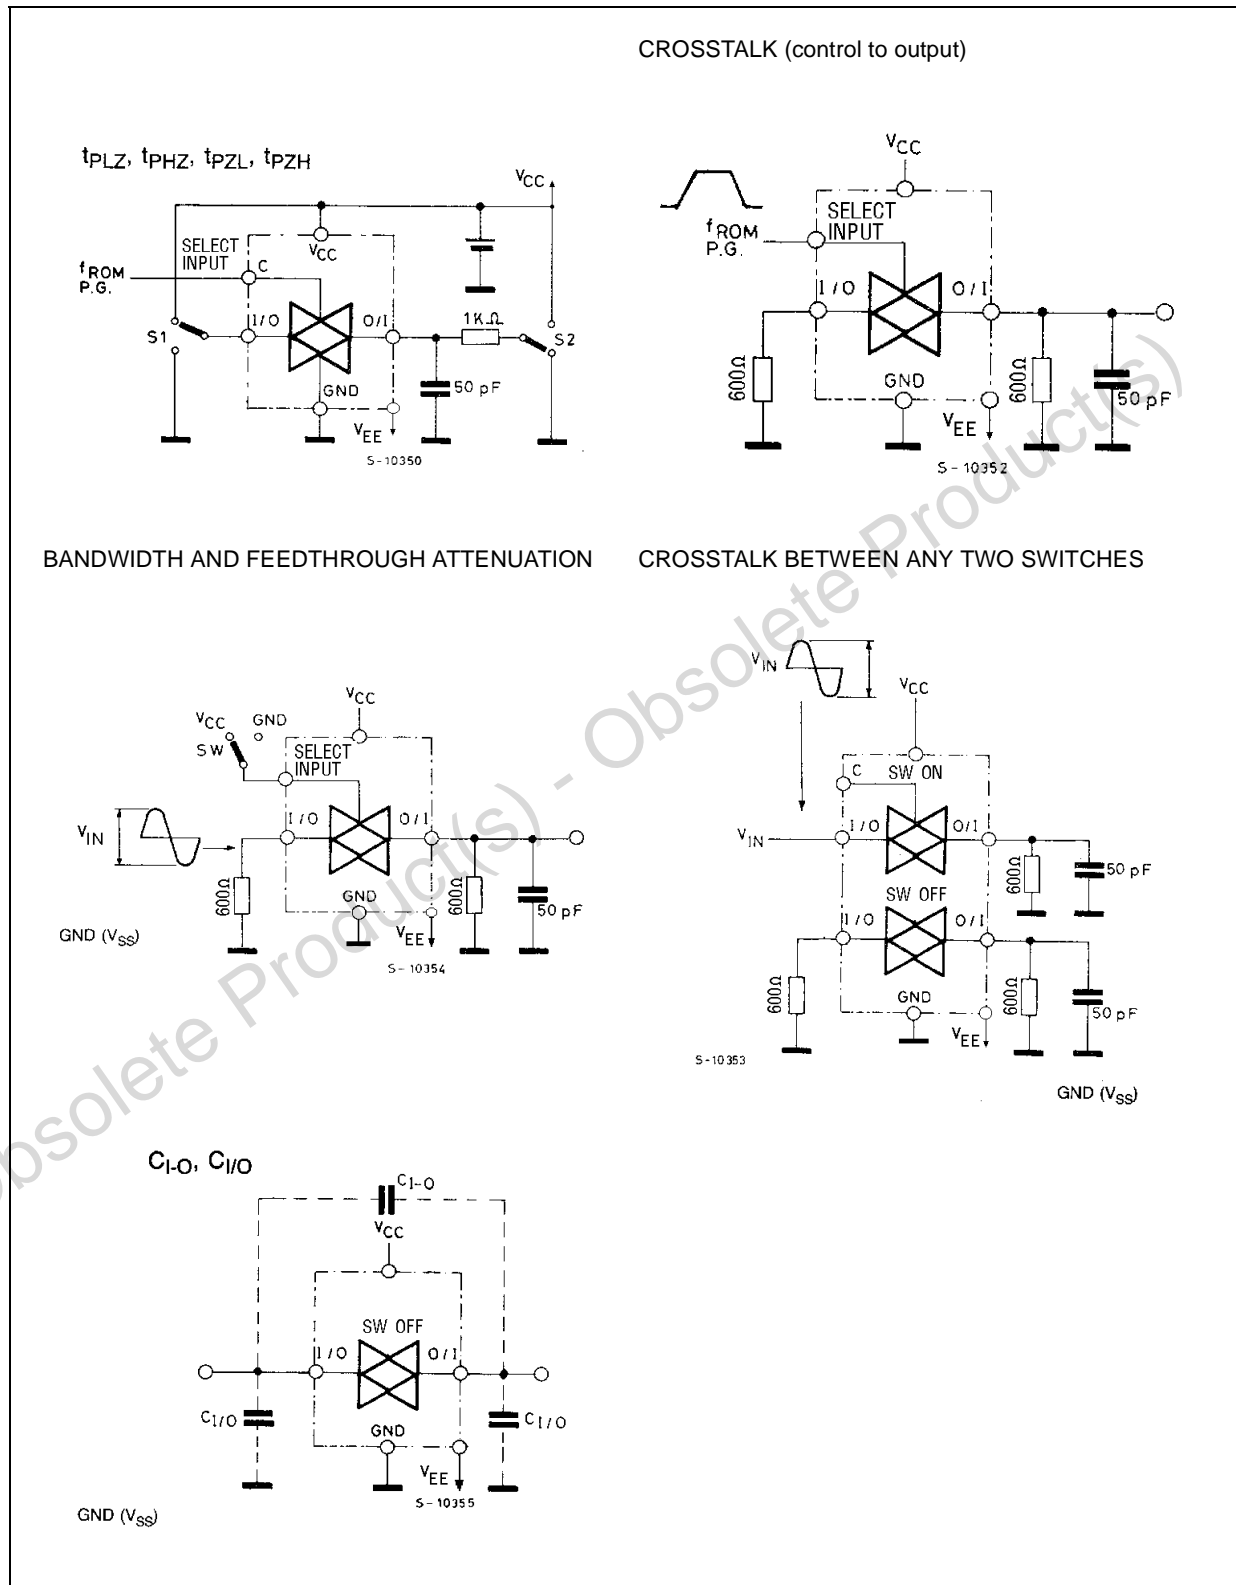 CROSSTALK (control to output)
tPLZ, tPHZ, tPZL, tPZH
VCC
SELECT
INPUT
VCC
fROM
P.G.
C
I/O
O/I
1KΩ
S1
S2
GND
50 pF
VEE
S-10350
VCC
SELECT
INPUT
fROM
P.G.
I/O
O/I
600Ω
GND
600Ω
50 pF
VEE
S-10352
BANDWIDTH AND FEEDTHROUGH ATTENUATION
CROSSTALK BETWEEN ANY TWO SWITCHES
VCC
VCC
GND
SW
SELECT
INPUT
VIN
I/O
O/I
600Ω
GND
600Ω
50 pF
GND (VSS)
VEE
S-10354
VIN
VCC
C
SW ON
VIN
I/O
O/I
600Ω
50 pF
SW OFF
I/O
O/I
600Ω
GND
600Ω
50 pF
VEE
S-10353
GND (VSS)
CI-O, CI/O
CI-O
VCC
SW OFF
I/O
O/I
CI/O
GND
CI/O
VEE
S-10355
GND (VSS)
Obsolete Product(s) - Obsolete Product(s)